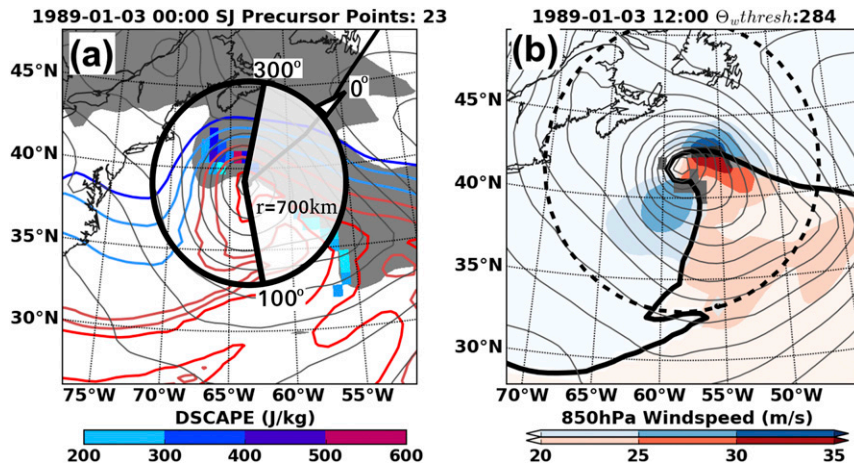 1989-01-03 00:00 SJ Precursor Points: 23
(a)
45°N
40°N
35°N
30°N
300°
0°
r=700km
100°
75°W 70°W 65°W 60°W 55°W
DSCAPE (J/kg)
200 300 400 500 600
1989-01-03 12:00 Θ_w thresh:284
(b)
45°N
40°N
35°N
30°N
70°W 65°W 60°W 55°W 50°W
850hPa Windspeed (m/s)
20 25 30 35